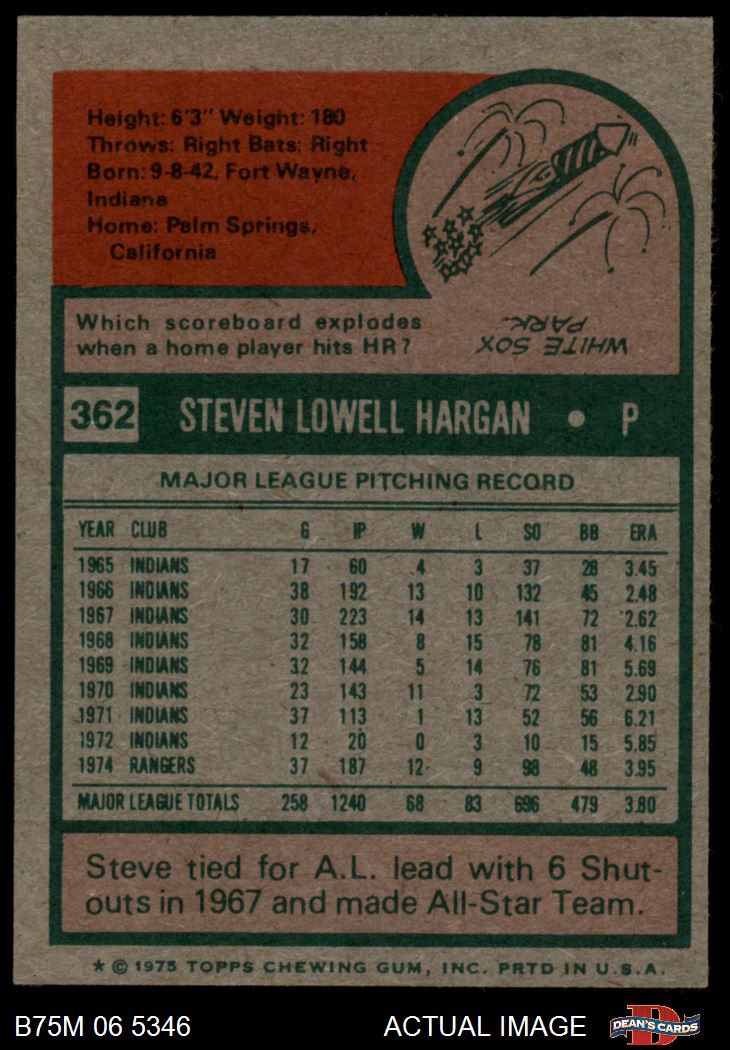 Height: 6'3" Weight: 180
Throws: Right Bats: Right
Born: 9-8-42, Fort Wayne,
Indiana
Home: Palm Springs,
California
Which scoreboard explodes
when a home player hits HR?
WHITE SOX
PARK.
362 STEVEN LOWELL HARGAN • P
MAJOR LEAGUE PITCHING RECORD
YEAR CLUB G IP W L SO BB ERA
1965 INDIANS 17 60 4 3 37 28 3.45
1966 INDIANS 38 192 13 10 132 45 2.48
1967 INDIANS 30 223 14 13 141 72 2.62
1968 INDIANS 32 158 8 15 78 81 4.16
1969 INDIANS 32 144 5 14 76 81 5.69
1970 INDIANS 23 143 11 3 72 53 2.90
1971 INDIANS 37 113 1 13 52 56 6.21
1972 INDIANS 12 20 0 3 10 15 5.85
1974 RANGERS 37 187 12 9 98 48 3.95
MAJOR LEAGUE TOTALS 258 1240 68 83 696 479 3.80
Steve tied for A.L. lead with 6 Shut-
outs in 1967 and made All-Star Team.
* © 1975 TOPPS CHEWING GUM, INC. PRTD IN U.S.A.
B75M 06 5346 ACTUAL IMAGE
DEAN'S CARDS